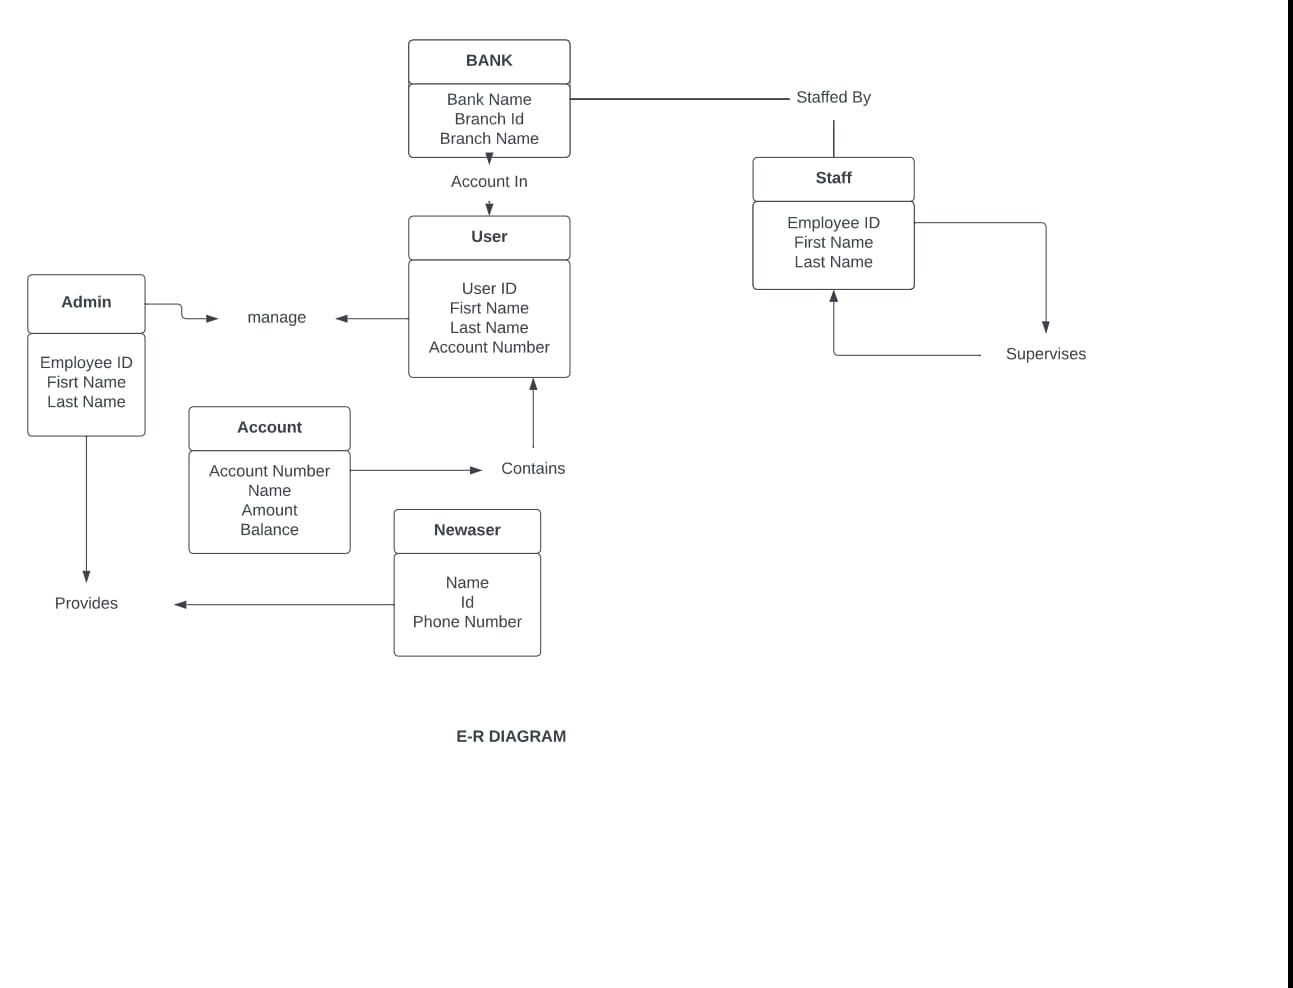 BANK
Bank Name
Branch Id
Branch Name
Staffed By
Account In
Staff
Employee ID
First Name
Last Name
User
User ID
Fisrt Name
Last Name
Account Number
Admin
Employee ID
Fisrt Name
Last Name
manage
Supervises
Account
Account Number
Name
Amount
Balance
Contains
Newaser
Name
Id
Phone Number
Provides
E-R DIAGRAM